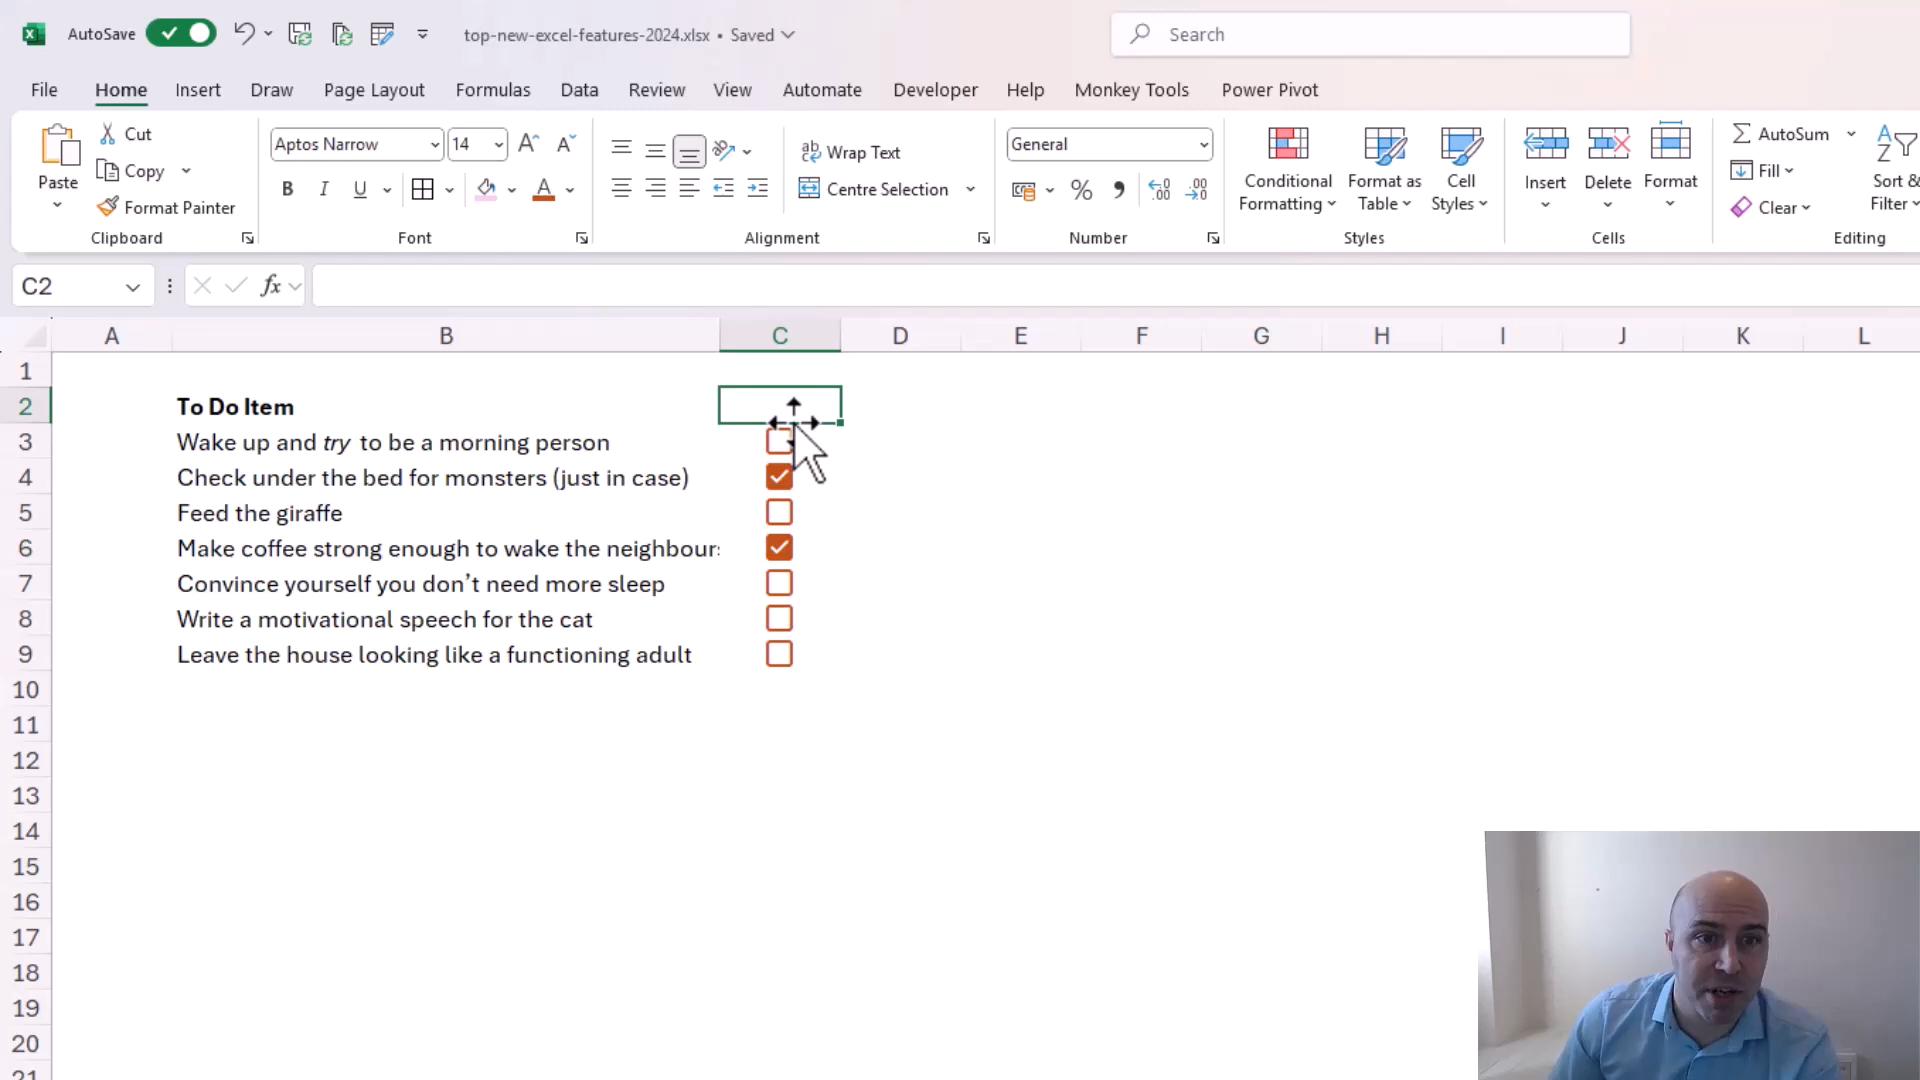 AutoSave
top-new-excel-features-2024.xlsx • Saved
Search
File Home Insert Draw Page Layout Formulas Data Review View Automate Developer Help Monkey Tools Power Pivot
Paste
Cut
Copy
Format Painter
Clipboard
Aptos Narrow 14
B I U
Font
Wrap Text
Centre Selection
Alignment
General
Number
Conditional Formatting
Format as Table
Cell Styles
Styles
Insert
Delete
Format
Cells
AutoSum
Fill
Clear
Sort &
Filter
Editing
C2
fx
A B C D E F G H I J K L
1
2 To Do Item
3 Wake up and try to be a morning person
4 Check under the bed for monsters (just in case)
5 Feed the giraffe
6 Make coffee strong enough to wake the neighbour
7 Convince yourself you don’t need more sleep
8 Write a motivational speech for the cat
9 Leave the house looking like a functioning adult
10
11
12
13
14
15
16
17
18
19
20
21